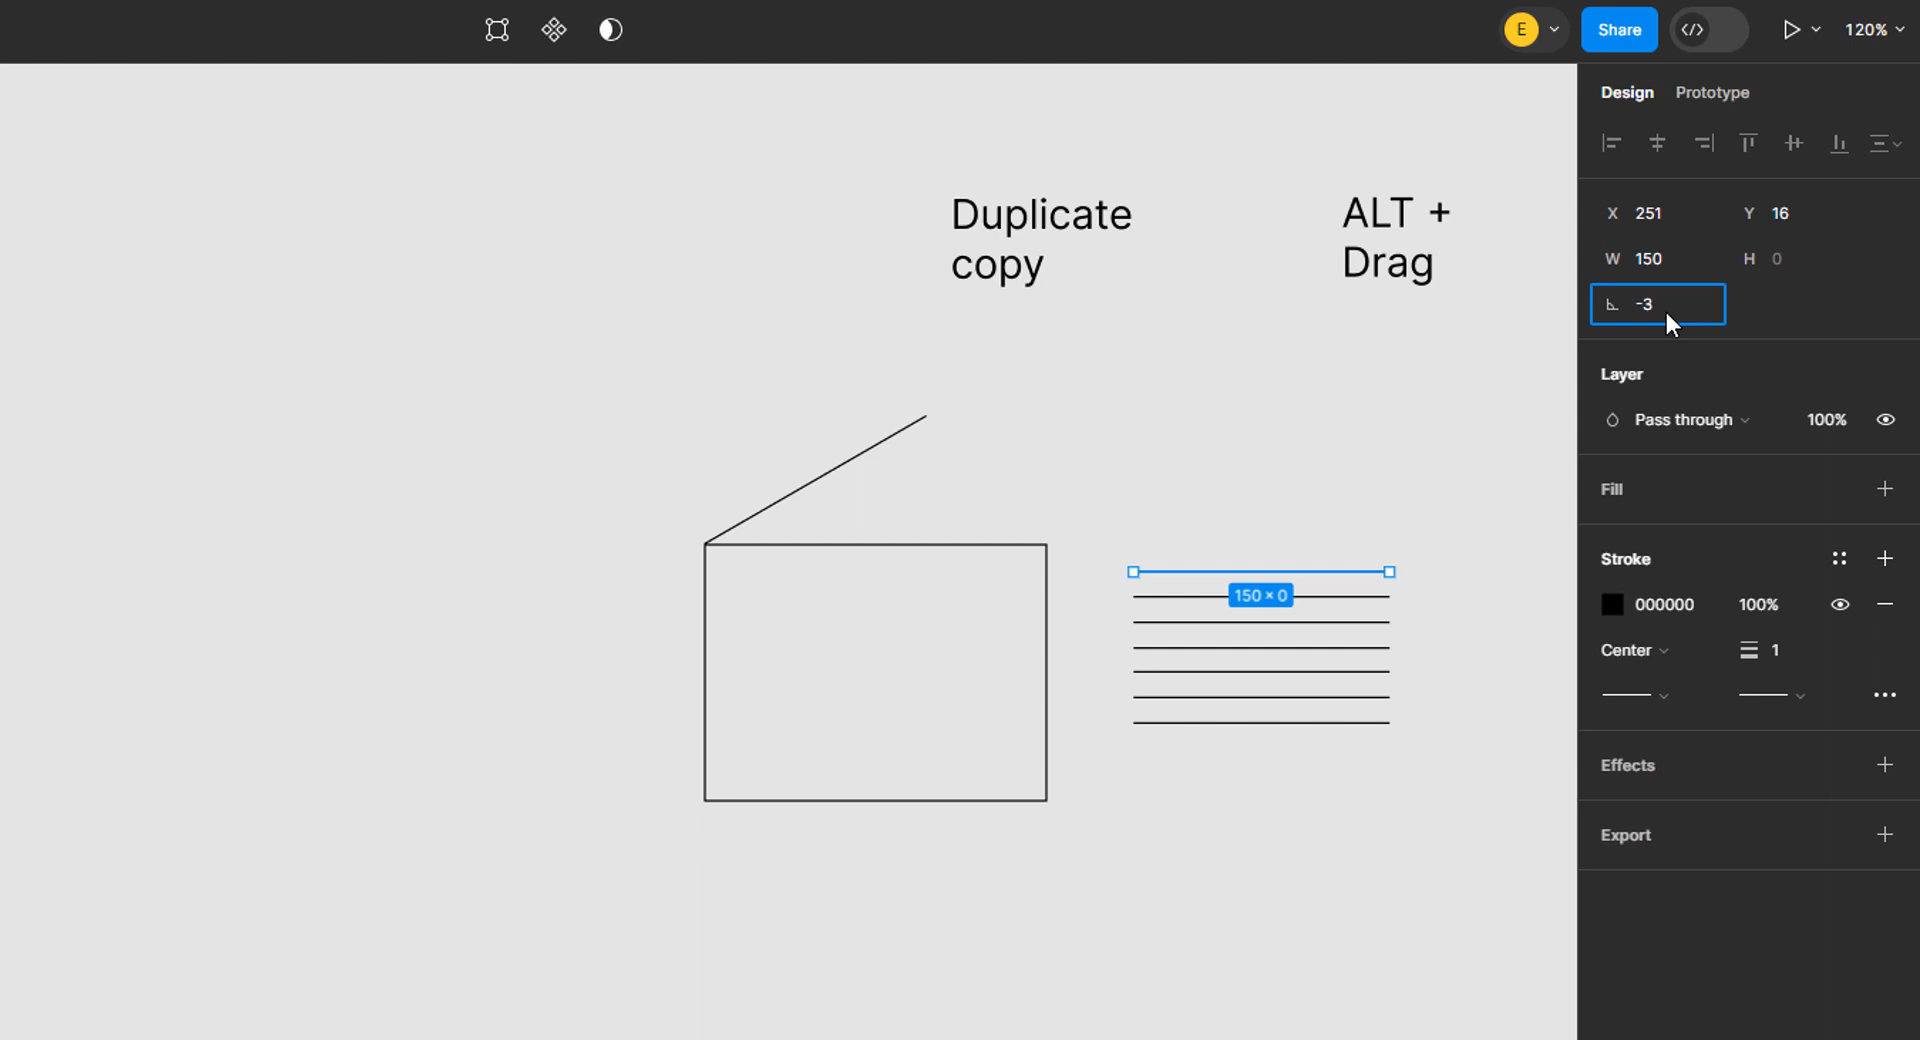 E
Share
120%
Design Prototype
Duplicate
copy
ALT +
Drag
X 251 Y 16
W 150 H 0
-3
Layer
Pass through 100%
Fill
Stroke
000000 100%
Center 1
150 × 0
Effects
Export